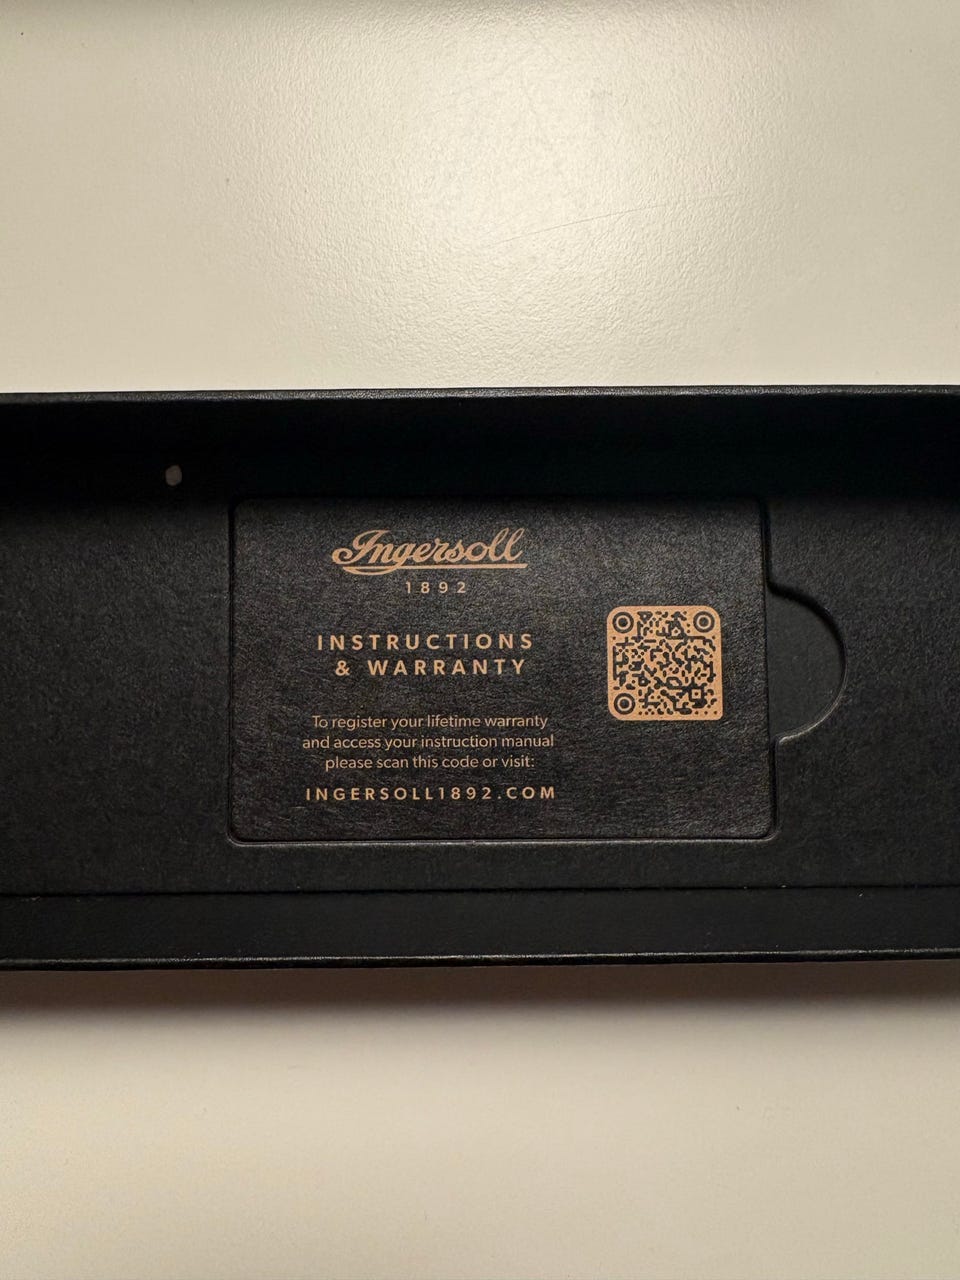 Ingersoll
1892
INSTRUCTIONS
& WARRANTY
To register your lifetime warranty
and access your instruction manual
please scan this code or visit:
INGERSOLL1892.COM